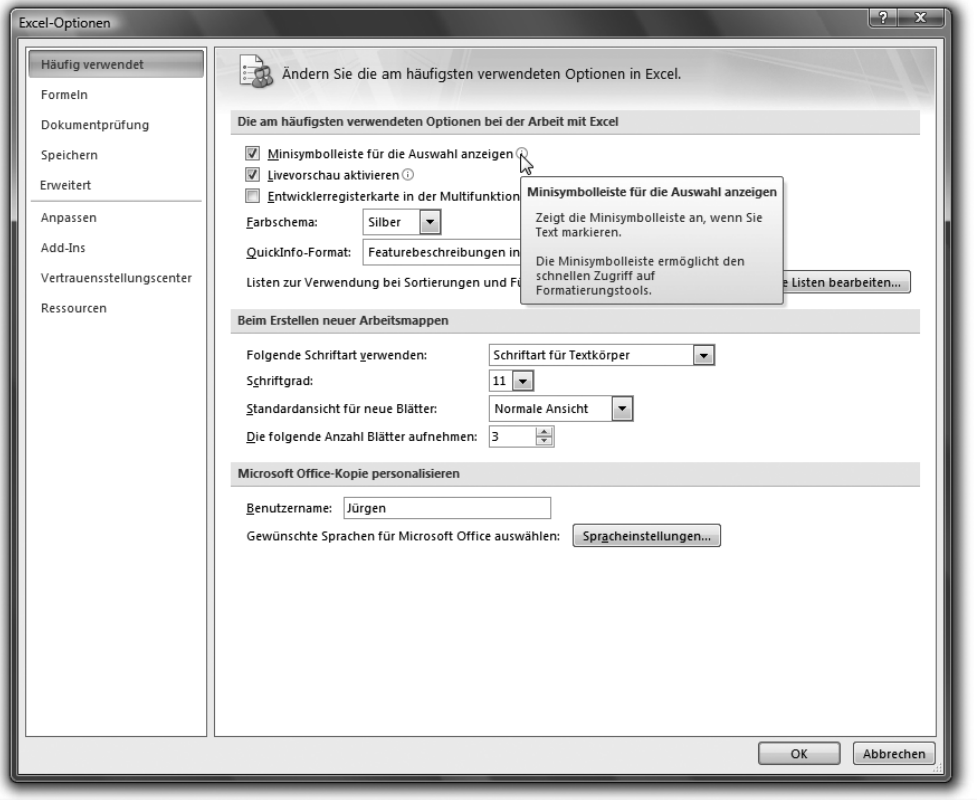 Excel-Optionen
Häufig verwendet
Formeln
Dokumentprüfung
Speichern
Erweitert
Anpassen
Add-Ins
Vertrauensstellungscenter
Ressourcen
Ändern Sie die am häufigsten verwendeten Optionen in Excel.
Die am häufigsten verwendeten Optionen bei der Arbeit mit Excel
Minisymbolleiste für die Auswahl anzeigen
Livevorschau aktivieren
Entwicklerregisterkarte in der Multifunktion
Farbschema: Silber
QuickInfo-Format: Featurebeschreibungen in
Listen zur Verwendung bei Sortierungen und Fü
e Listen bearbeiten...
Minisymbolleiste für die Auswahl anzeigen
Zeigt die Minisymbolleiste an, wenn Sie
Text markieren.
Die Minisymbolleiste ermöglicht den
schnellen Zugriff auf
Formatierungstools.
Beim Erstellen neuer Arbeitsmappen
Folgende Schriftart verwenden: Schriftart für Textkörper
Schriftgrad: 11
Standardansicht für neue Blätter: Normale Ansicht
Die folgende Anzahl Blätter aufnehmen: 3
Microsoft Office-Kopie personalisieren
Benutzername: Jürgen
Gewünschte Sprachen für Microsoft Office auswählen: Spracheinstellungen...
OK Abbrechen